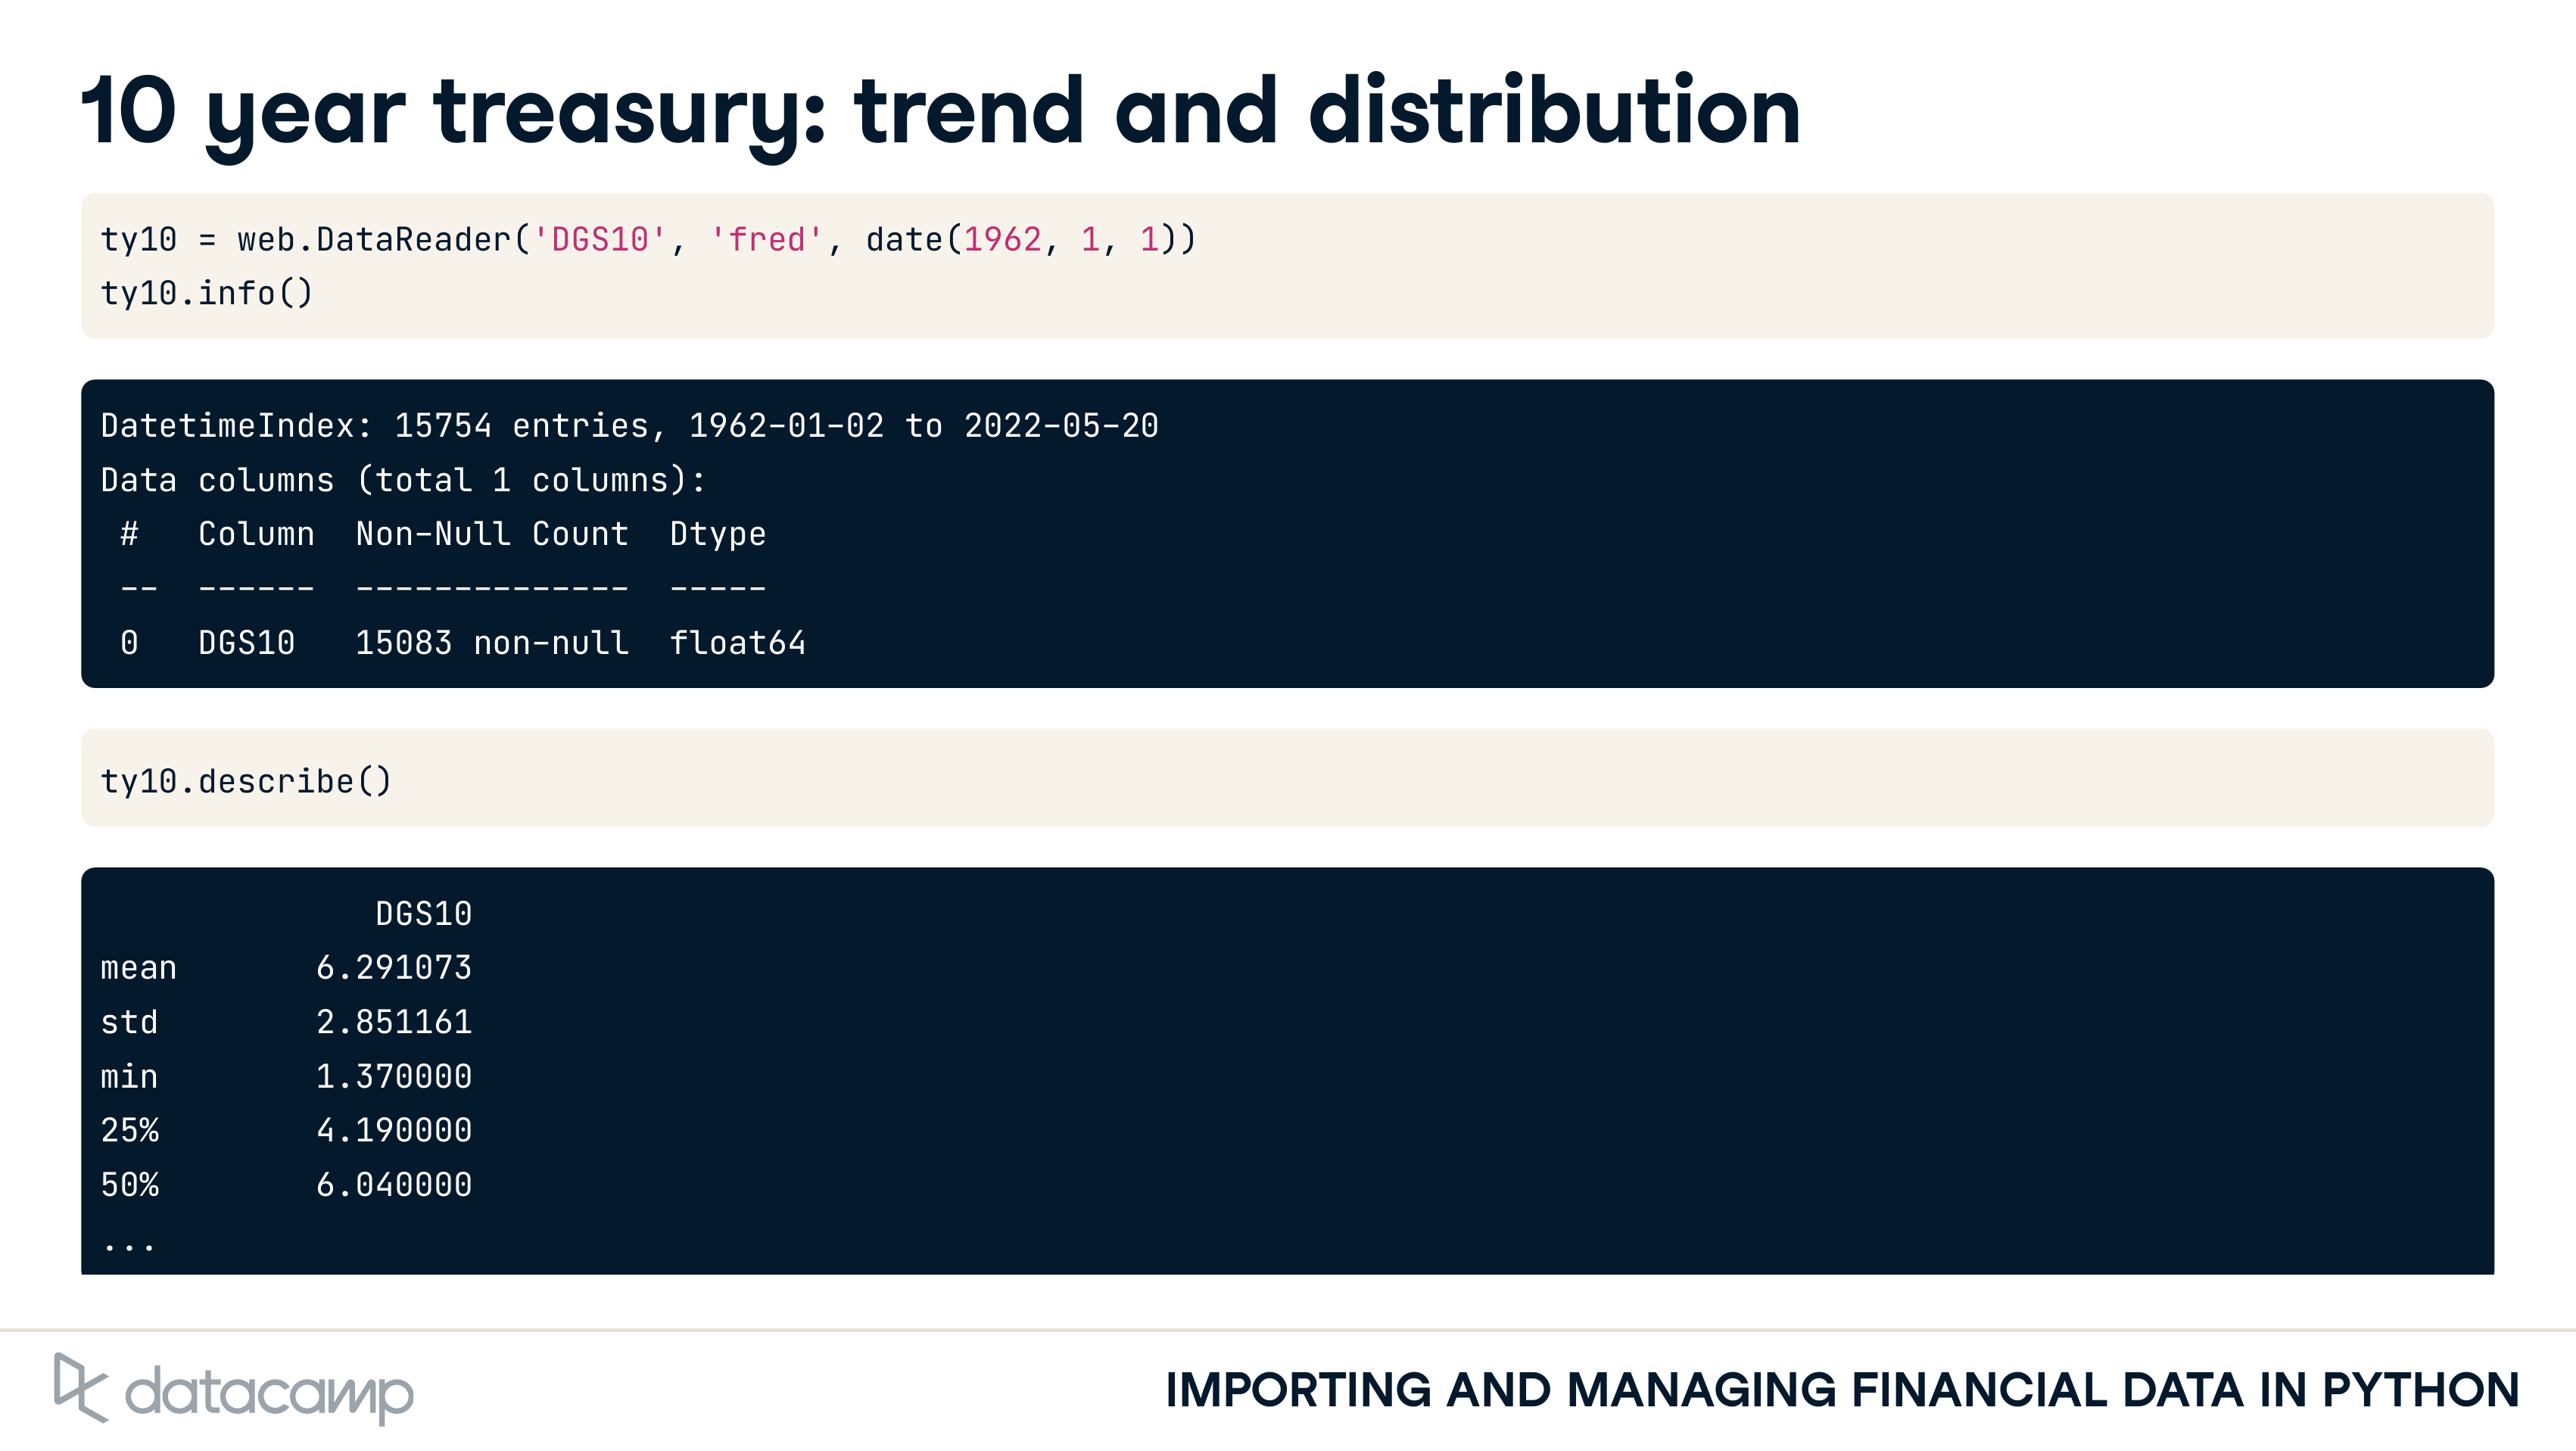 10 year treasury: trend and distribution
ty10 = web.DataReader('DGS10', 'fred', date(1962, 1, 1))
ty10.info()
DatetimeIndex: 15754 entries, 1962-01-02 to 2022-05-20
Data columns (total 1 columns):
 #   Column  Non-Null Count  Dtype
 --  ------  --------------  -----
 0   DGS10   15083 non-null  float64
ty10.describe()
              DGS10
mean       6.291073
std        2.851161
min        1.370000
25%        4.190000
50%        6.040000
...
datacamp
IMPORTING AND MANAGING FINANCIAL DATA IN PYTHON